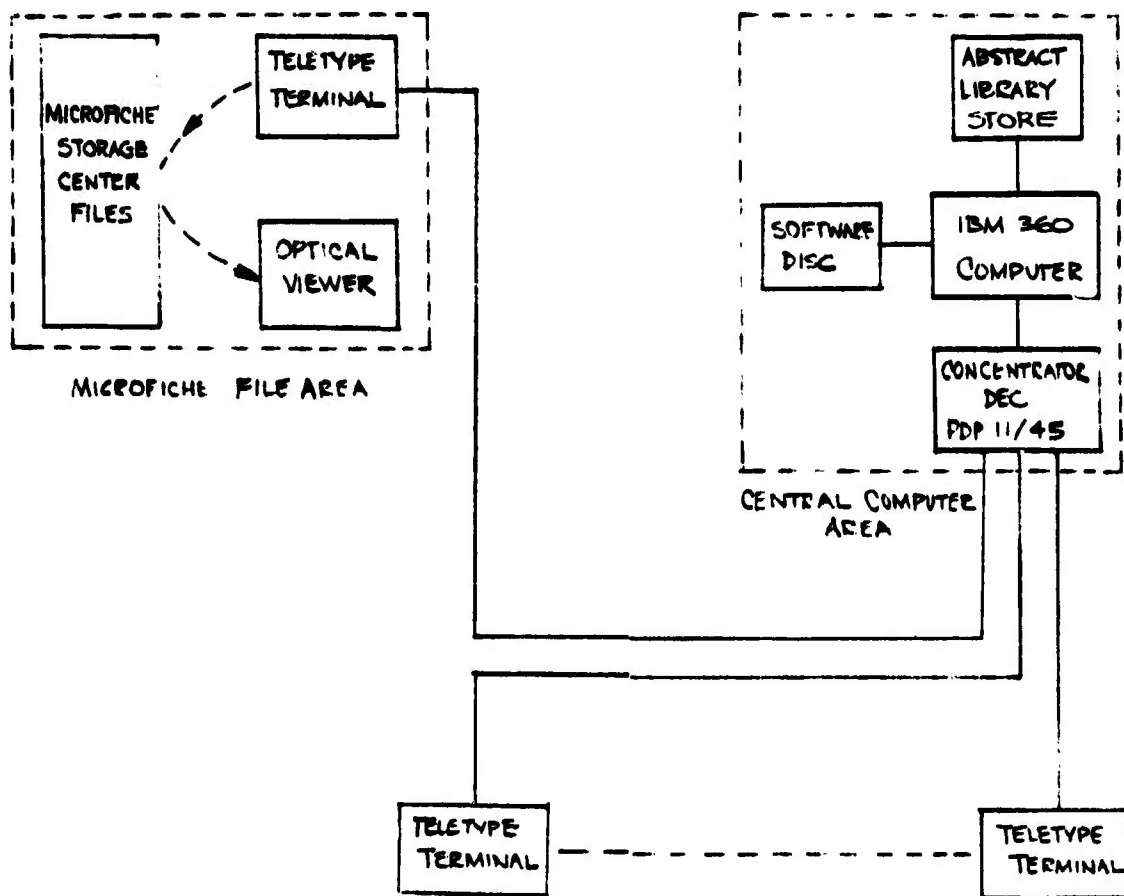 MICROFICHE
STORAGE
CENTER
FILES
TELETYPE
TERMINAL
OPTICAL
VIEWER
MICROFICHE FILE AREA
ABSTRACT
LIBRARY
STORE
SOFTWARE
DISC
IBM 360
COMPUTER
CONCENTRATOR
DEC
PDP 11/45
CENTRAL COMPUTER
AREA
TELETYPE
TERMINAL
TELETYPE
TERMINAL